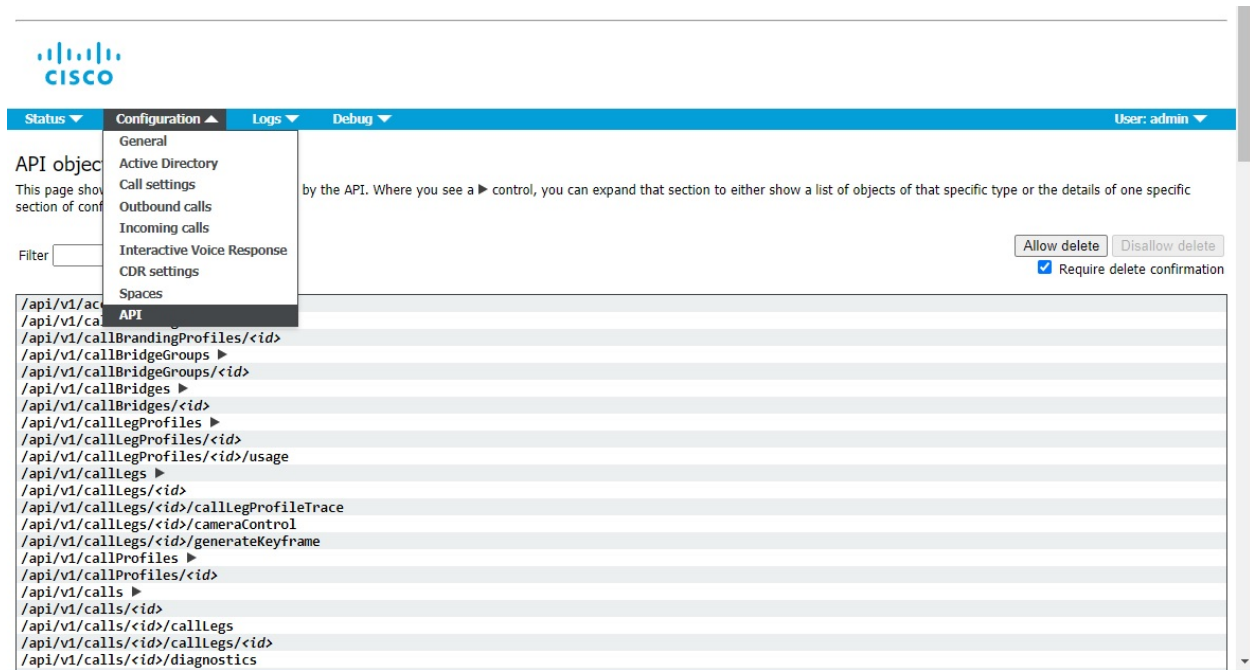 CISCO
Status Configuration Logs Debug User: admin
General
Active Directory
Call settings
Outbound calls
Incoming calls
Interactive Voice Response
CDR settings
Spaces
API
API objec
This page show by the API. Where you see a ▶ control, you can expand that section to either show a list of objects of that specific type or the details of one specific
section of conf
Filter Allow delete Disallow delete
Require delete confirmation
/api/v1/acc
/api/v1/cal
/api/v1/callBrandingProfiles/<id>
/api/v1/callBridgeGroups ▶
/api/v1/callBridgeGroups/<id>
/api/v1/callBridges ▶
/api/v1/callBridges/<id>
/api/v1/callLegProfiles ▶
/api/v1/callLegProfiles/<id>
/api/v1/callLegProfiles/<id>/usage
/api/v1/callLegs ▶
/api/v1/callLegs/<id>
/api/v1/callLegs/<id>/callLegProfileTrace
/api/v1/callLegs/<id>/cameraControl
/api/v1/callLegs/<id>/generateKeyframe
/api/v1/callProfiles ▶
/api/v1/callProfiles/<id>
/api/v1/calls ▶
/api/v1/calls/<id>
/api/v1/calls/<id>/callLegs
/api/v1/calls/<id>/callLegs/<id>
/api/v1/calls/<id>/diagnostics